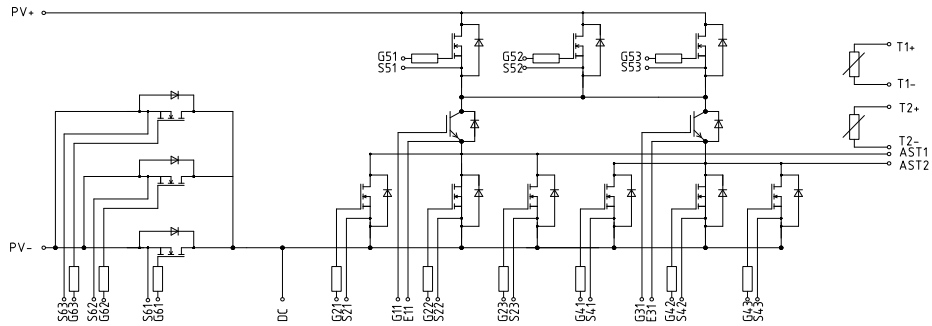 PV+
G51
S51
G52
S52
G53
S53
T1+
T1-
T2+
T2-
AST1
AST2
PV-
S63
G63
S62
G62
S61
G61
DC
G21
S21
G11
E11
G22
S22
G23
S23
G41
S41
G31
E31
G42
S42
G43
S43